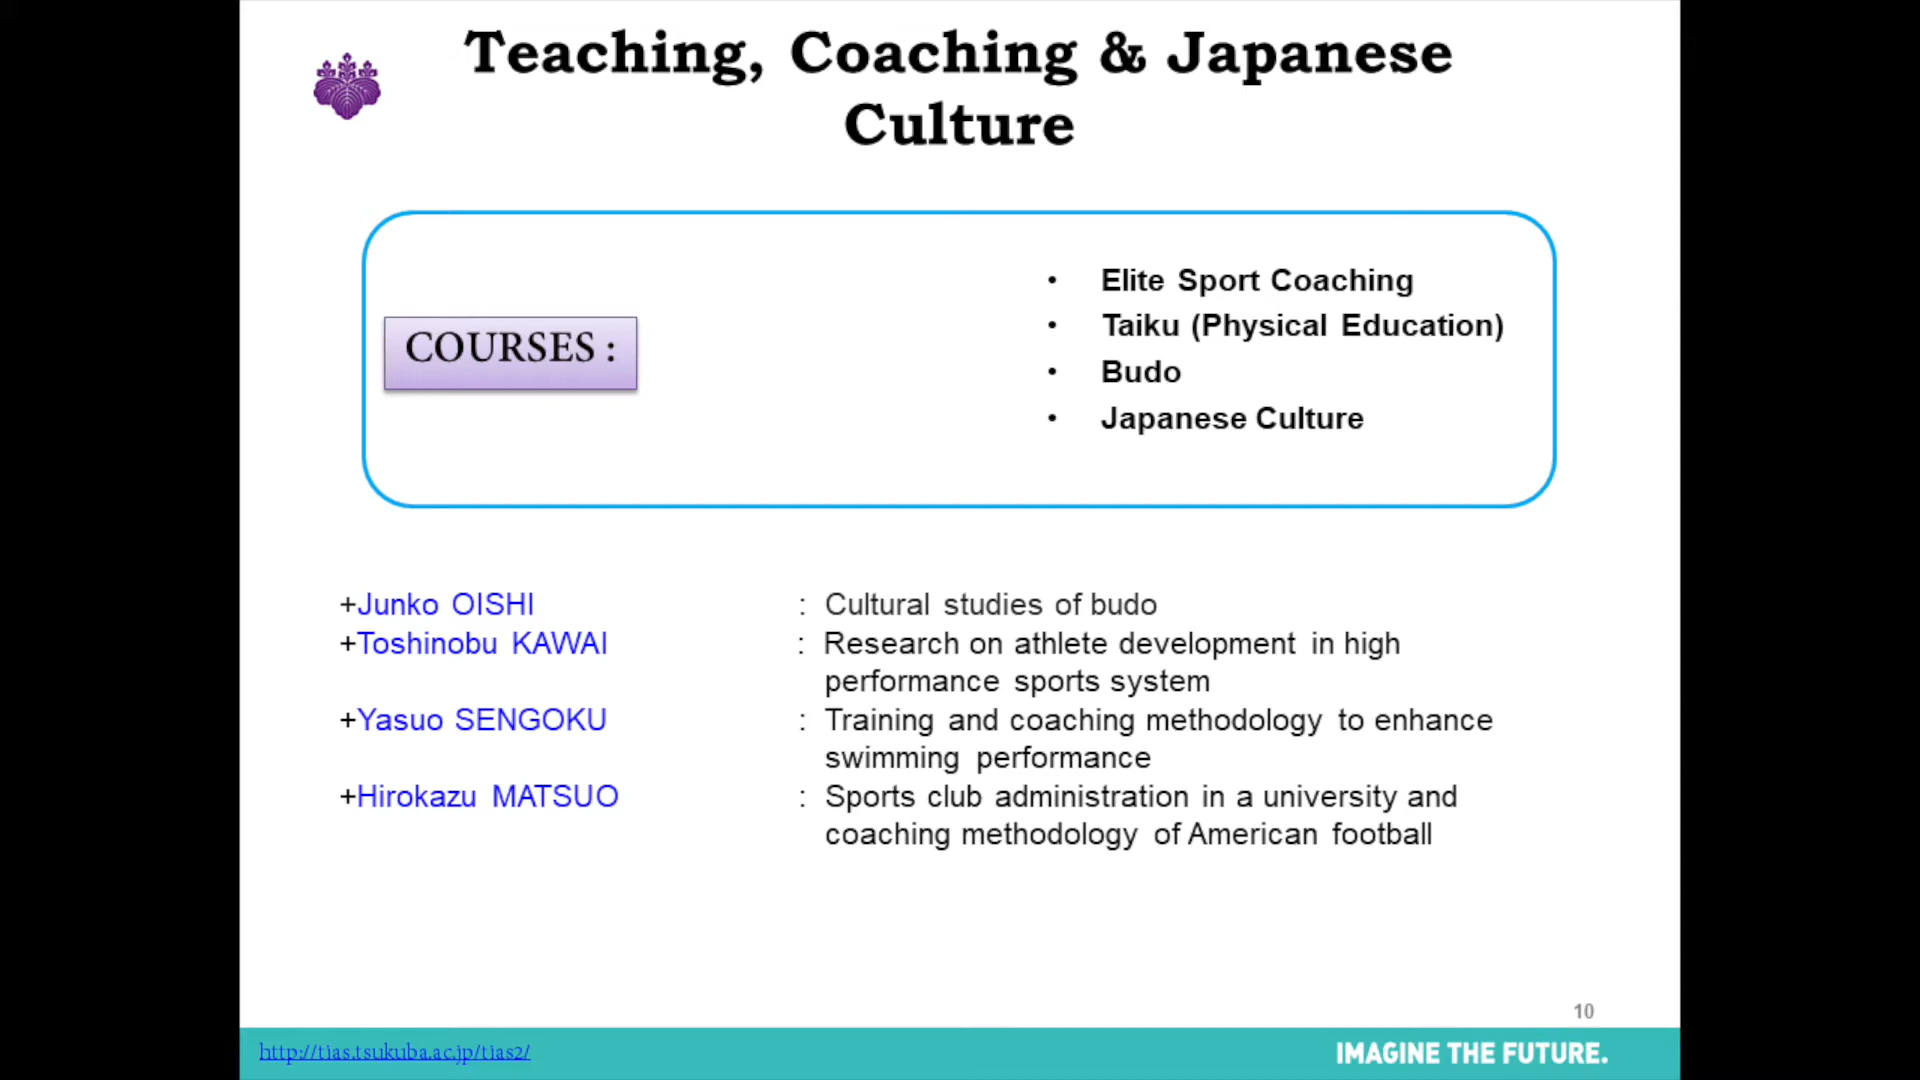 Teaching, Coaching & Japanese
Culture
COURSES :
• Elite Sport Coaching
• Taiku (Physical Education)
• Budo
• Japanese Culture
+Junko OISHI : Cultural studies of budo
+Toshinobu KAWAI : Research on athlete development in high
performance sports system
+Yasuo SENGOKU : Training and coaching methodology to enhance
swimming performance
+Hirokazu MATSUO : Sports club administration in a university and
coaching methodology of American football
10
http://tias.tsukuba.ac.jp/tias2/
IMAGINE THE FUTURE.